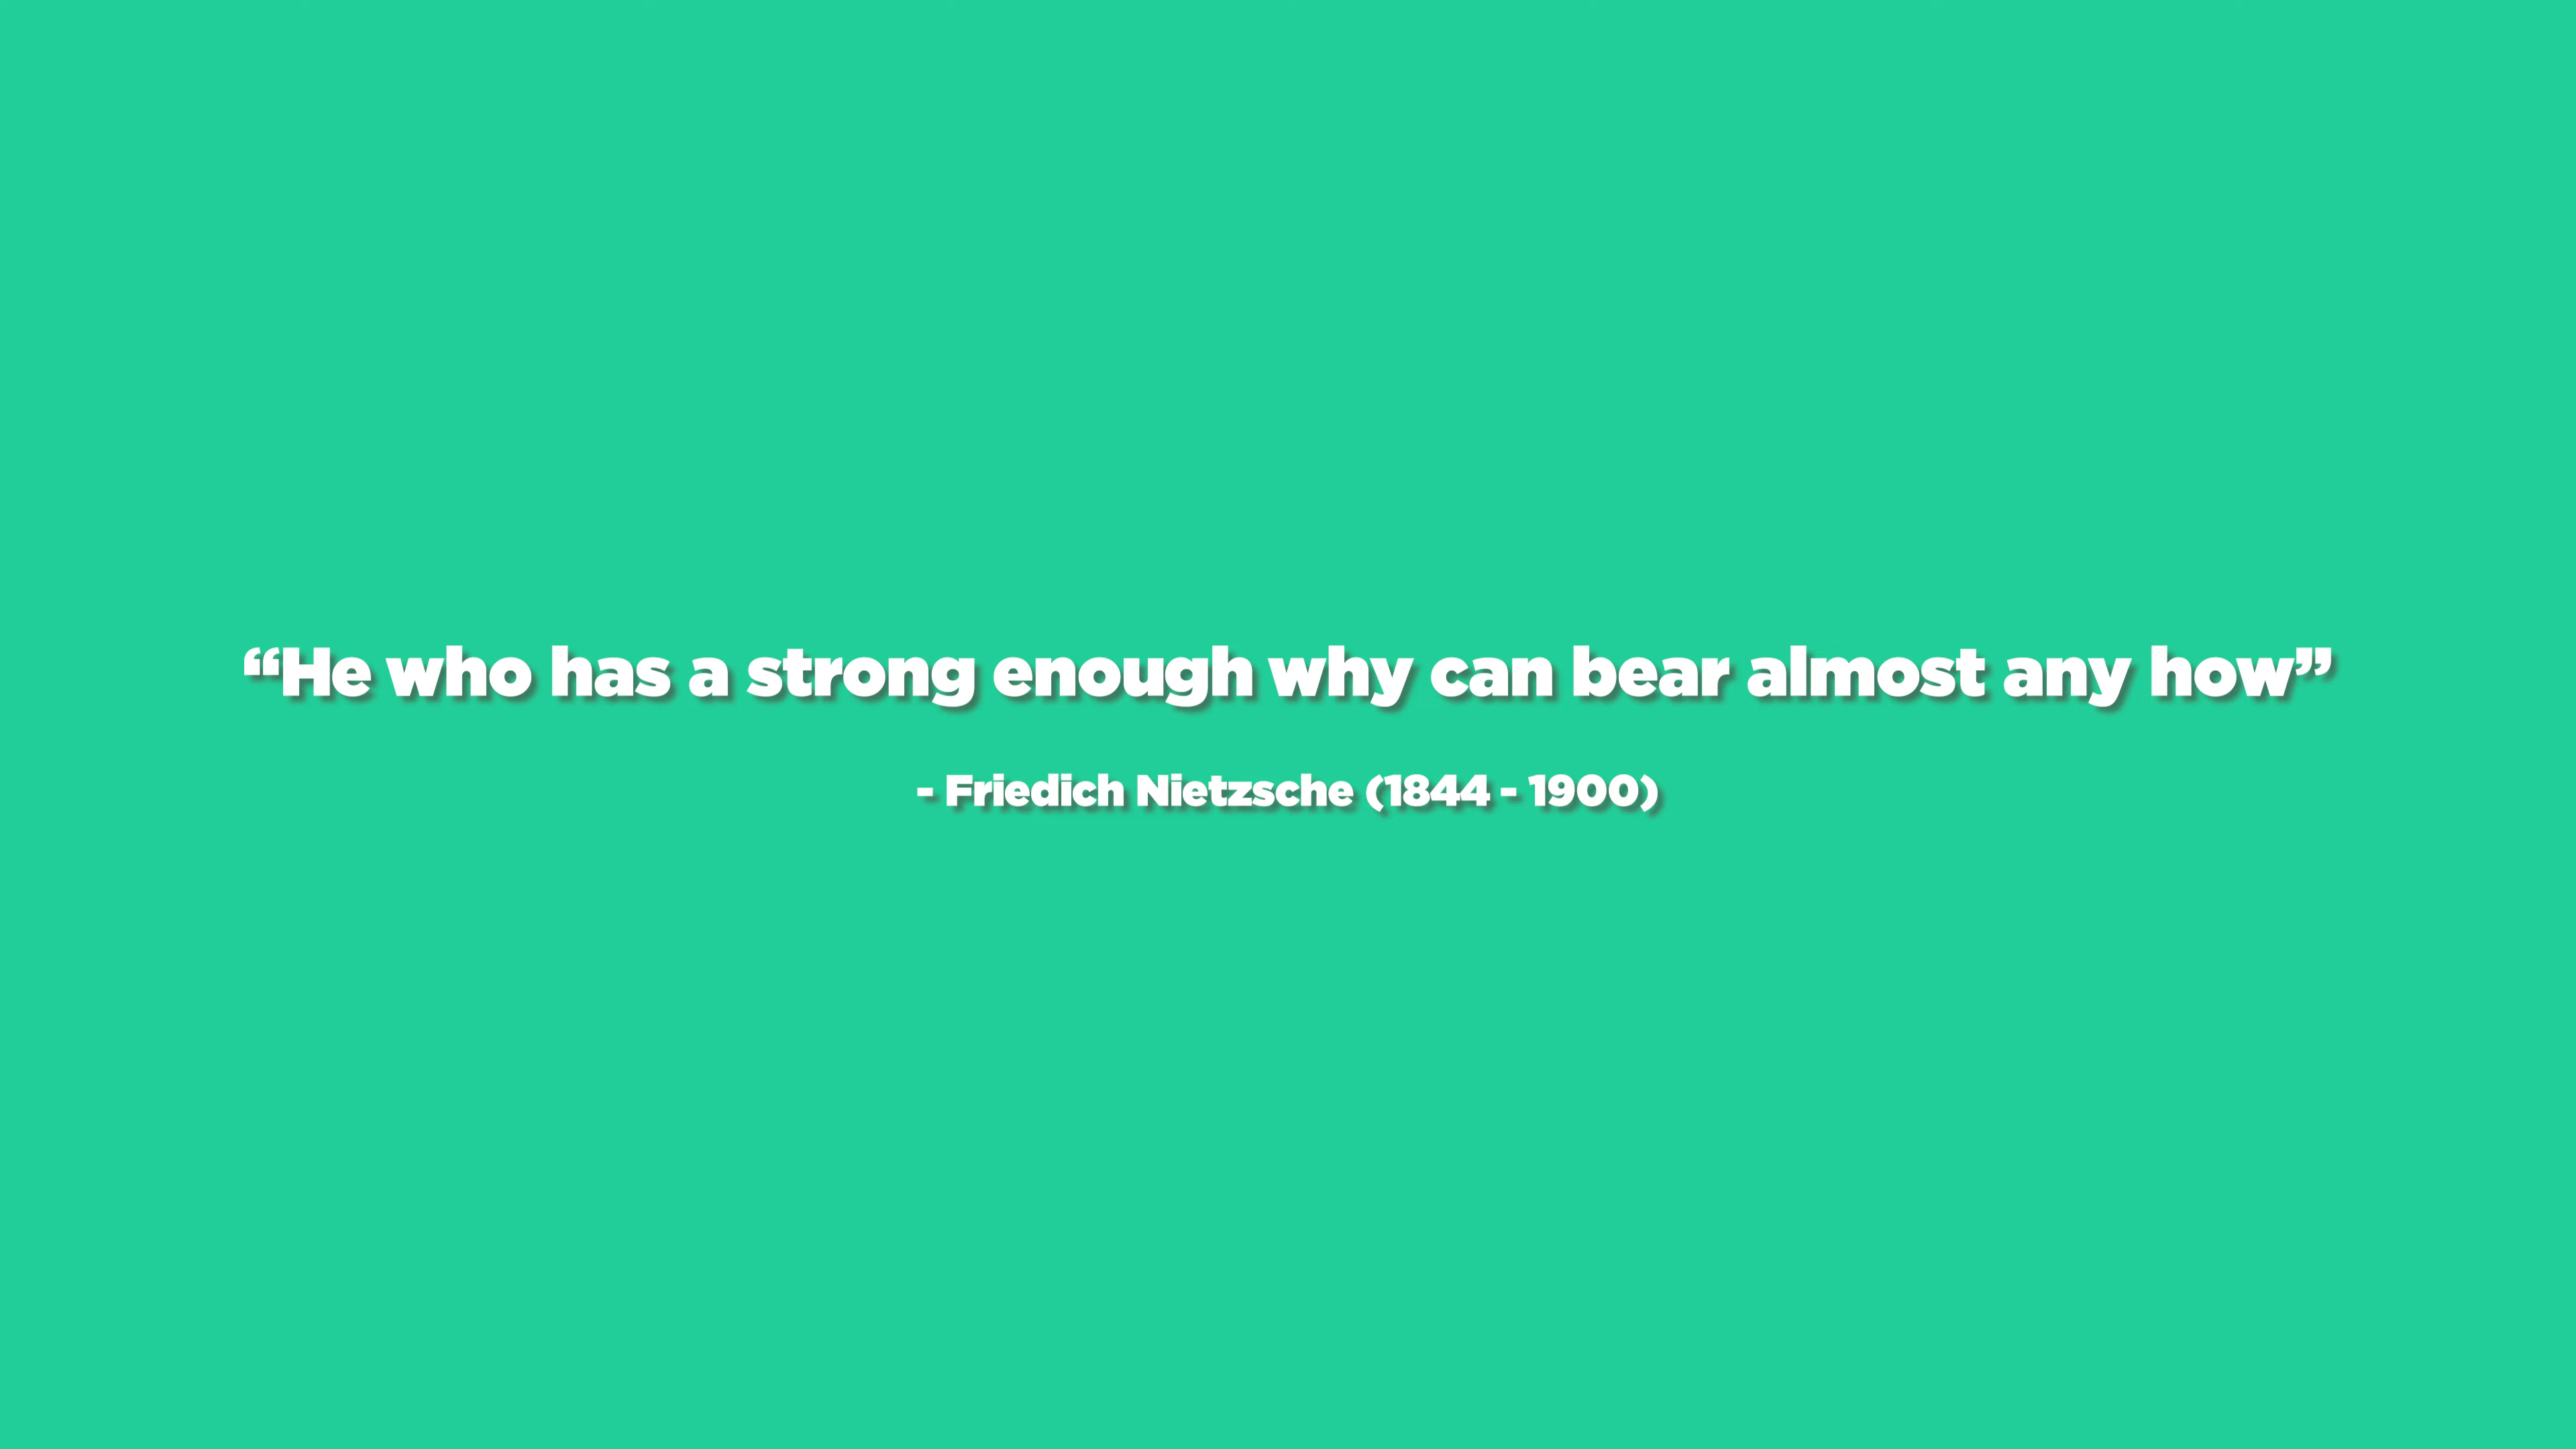 “He who has a strong enough why can bear almost any how”
- Friedich Nietzsche (1844 - 1900)